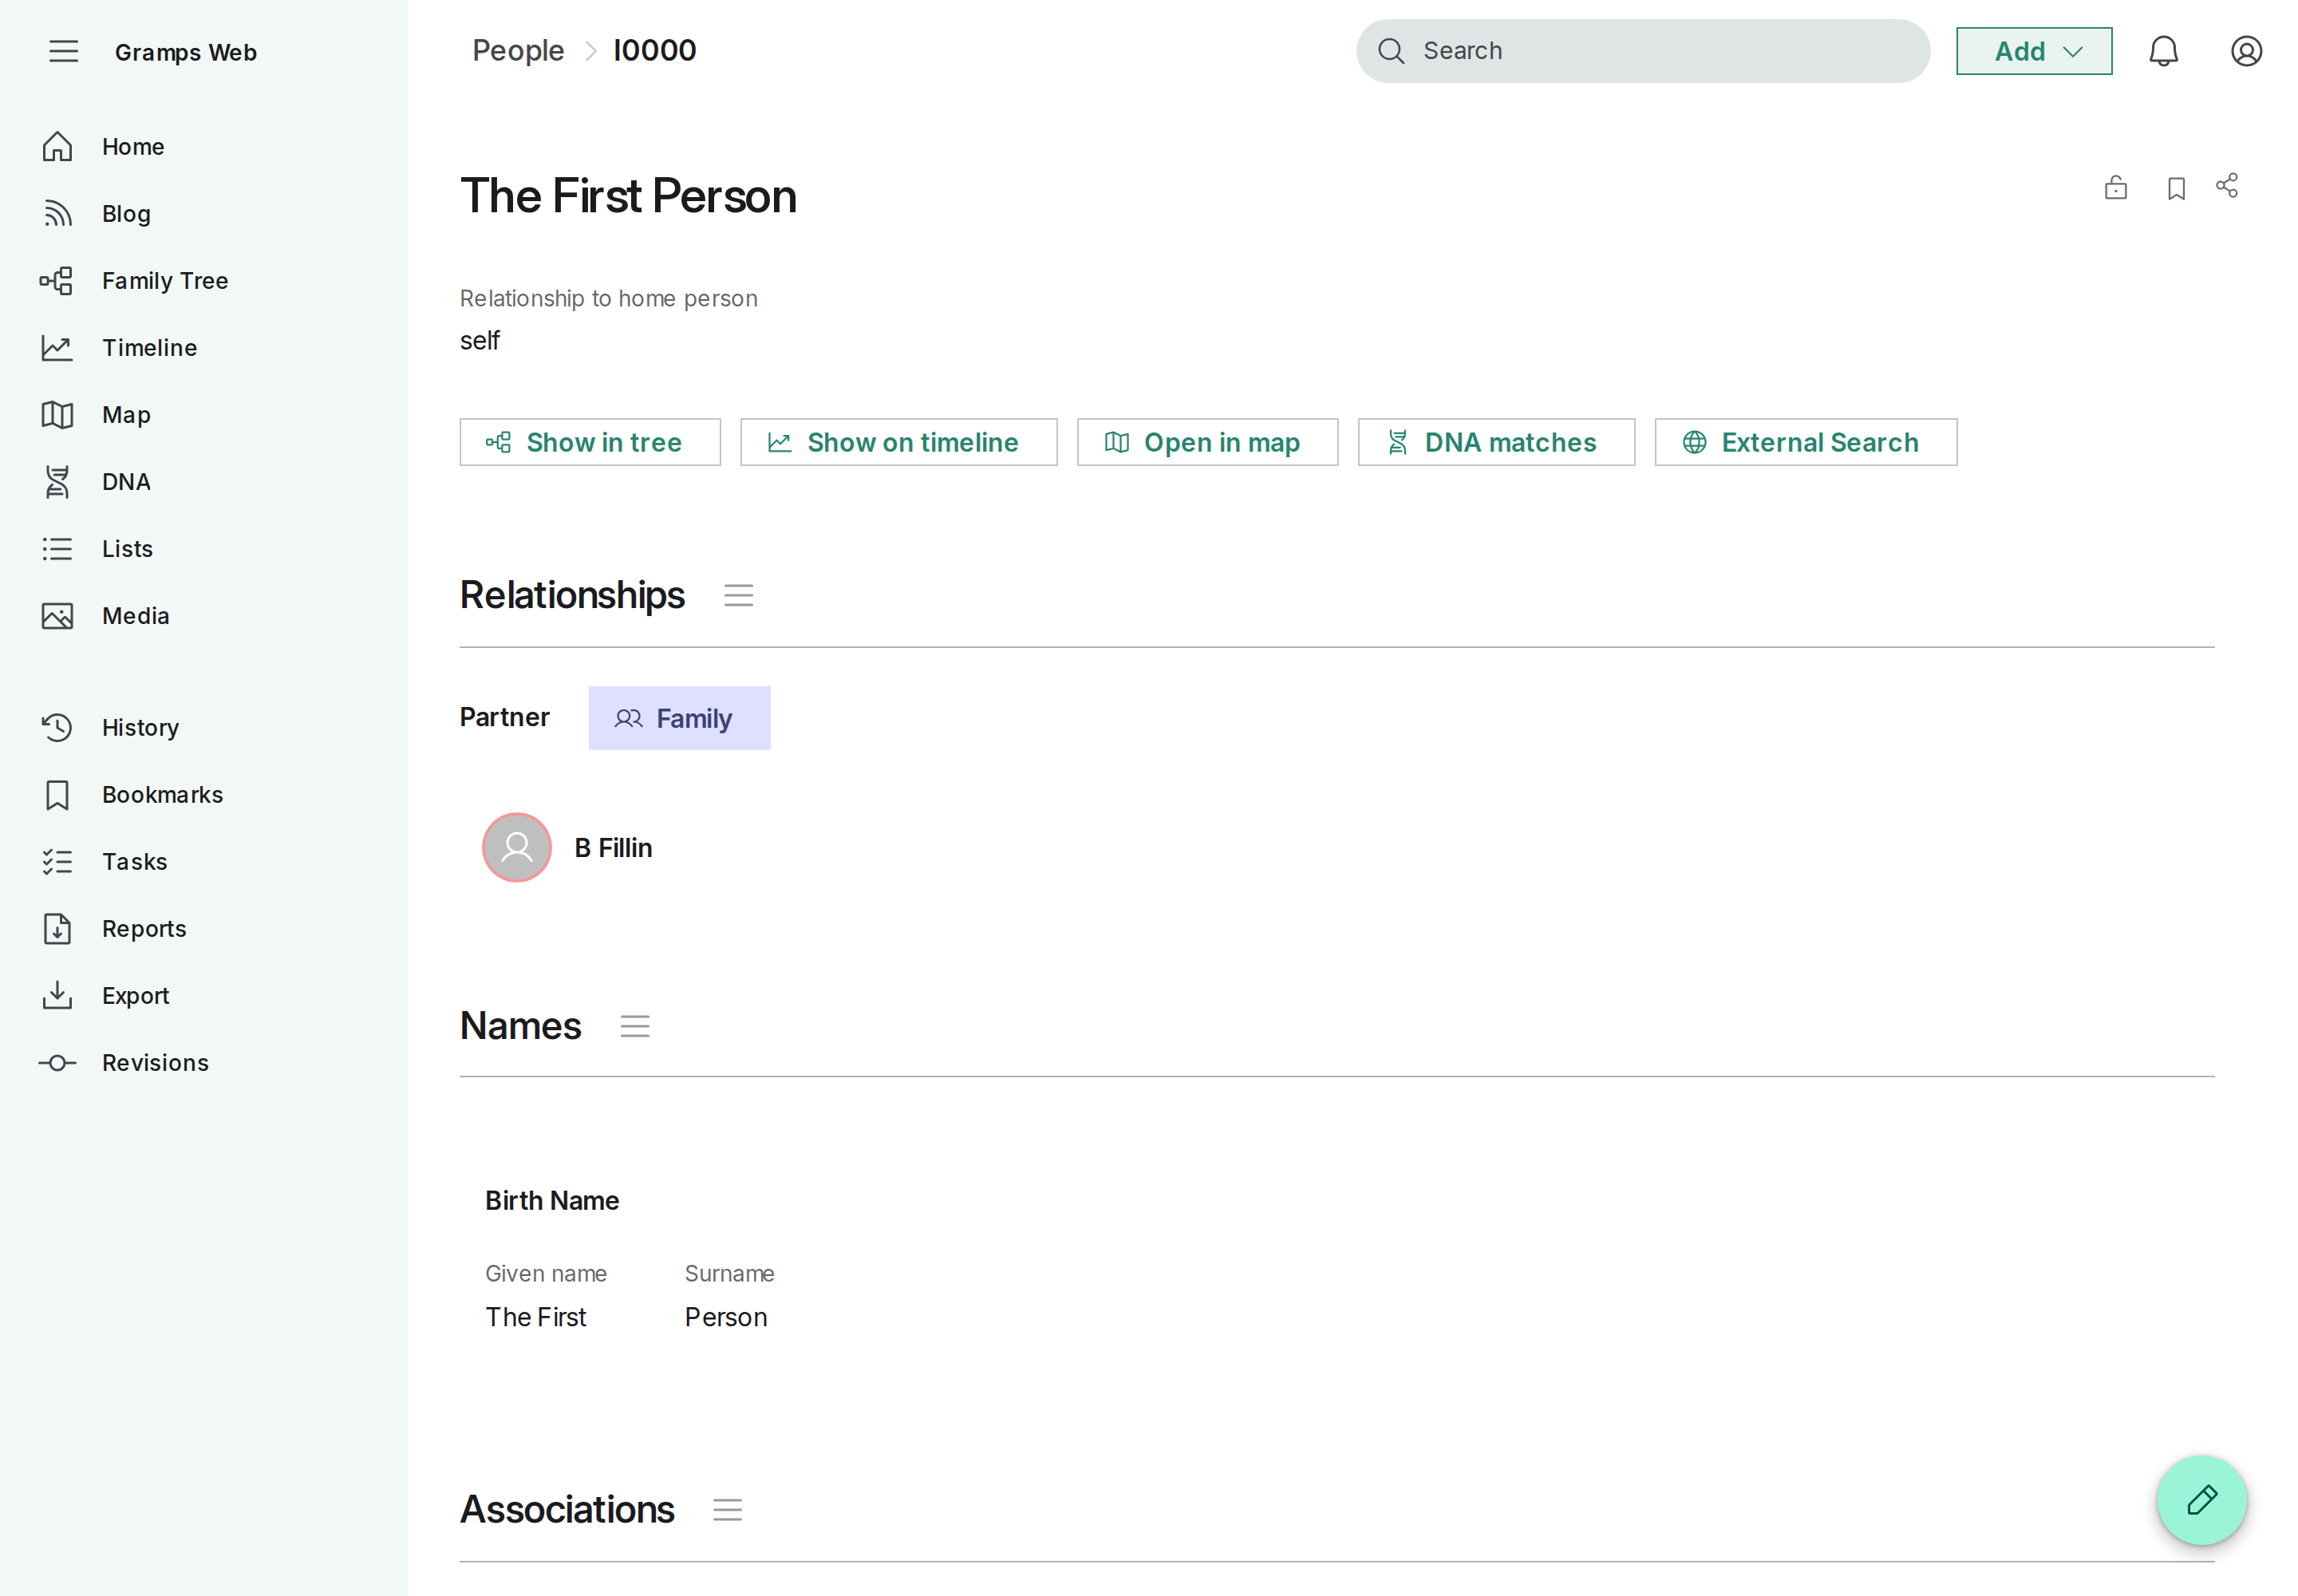 Gramps Web
Home
Blog
Family Tree
Timeline
Map
DNA
Lists
Media
History
Bookmarks
Tasks
Reports
Export
Revisions
People I0000
Search
Add
The First Person
Relationship to home person
self
Show in tree Show on timeline Open in map DNA matches External Search
Relationships
Partner Family
B Fillin
Names
Birth Name
Given name Surname
The First Person
Associations